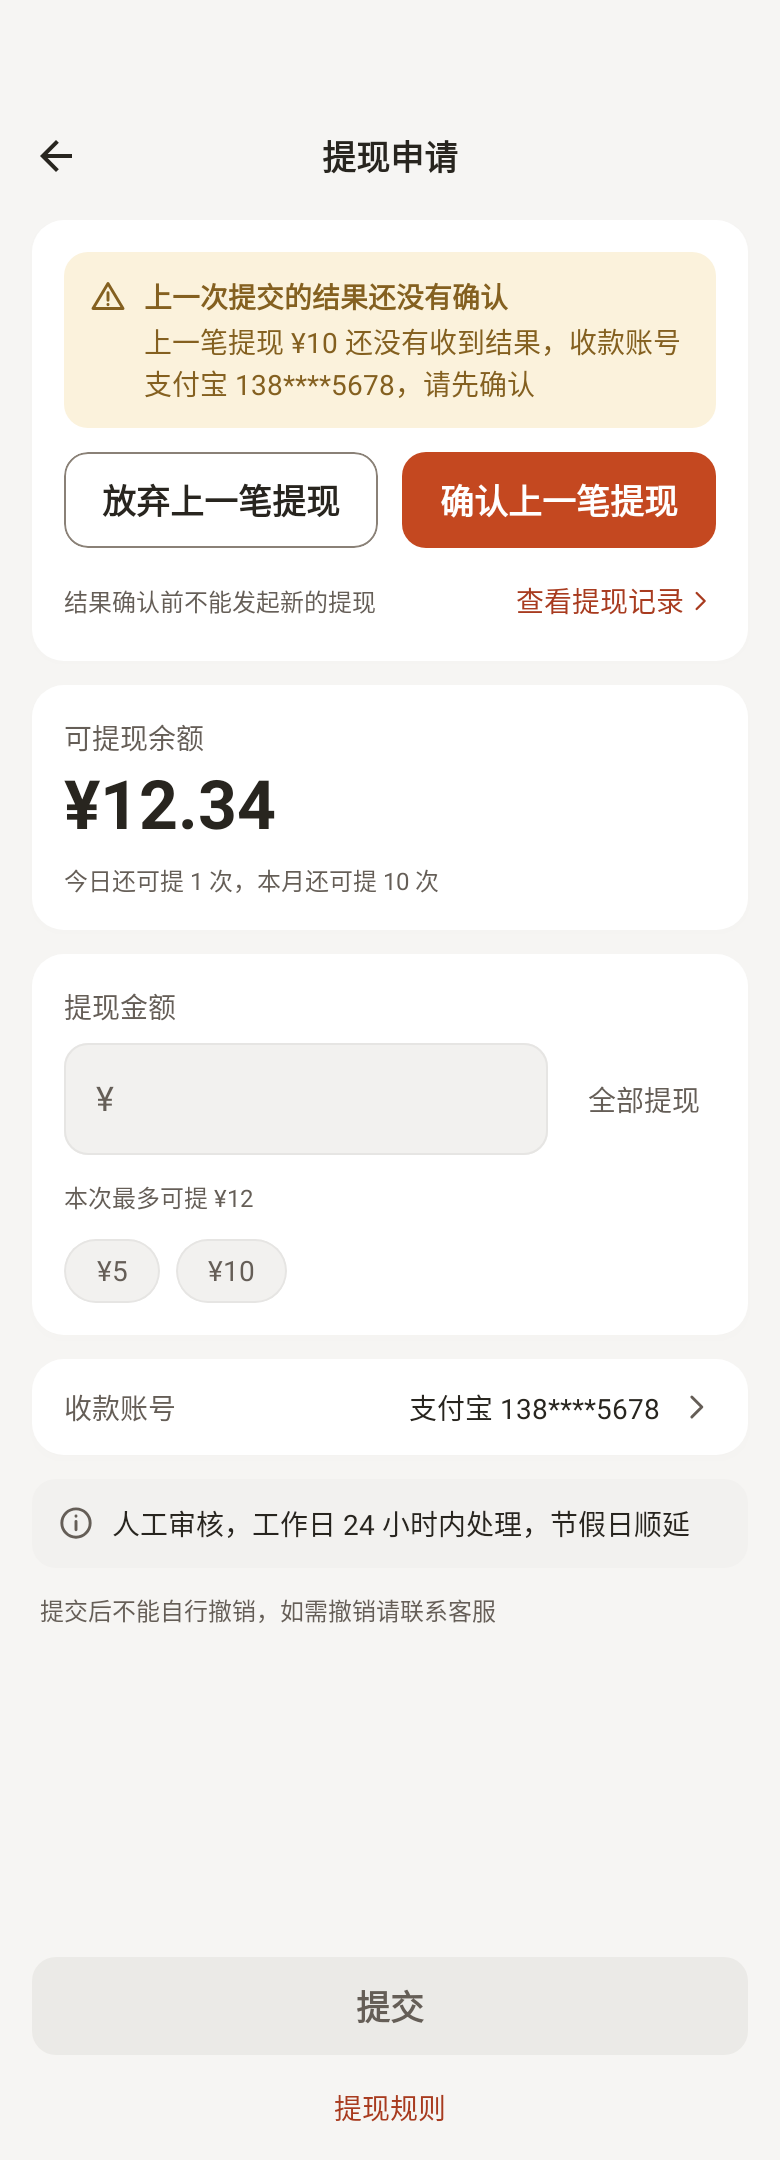 提现申请
上一次提交的结果还没有确认
上一笔提现 ¥10 还没有收到结果，收款账号
支付宝 138****5678，请先确认
放弃上一笔提现
确认上一笔提现
结果确认前不能发起新的提现
查看提现记录
可提现余额
¥12.34
今日还可提 1 次，本月还可提 10 次
提现金额
¥
全部提现
本次最多可提 ¥12
¥5
¥10
收款账号
支付宝 138****5678
人工审核，工作日 24 小时内处理，节假日顺延
提交后不能自行撤销，如需撤销请联系客服
提交
提现规则